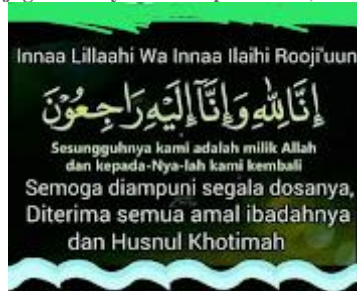 Innaa Lillaahi Wa Innaa Ilaihi Rooji'uun
إِنَّا لِلّٰهِ وَإِنَّآ إِلَيْهِ رَاجِعُوْنَ
Sesungguhnya kami adalah milik Allah
dan kepada-Nya-lah kami kembali
Semoga diampuni segala dosanya,
Diterima semua amal ibadahnya
dan Husnul Khotimah